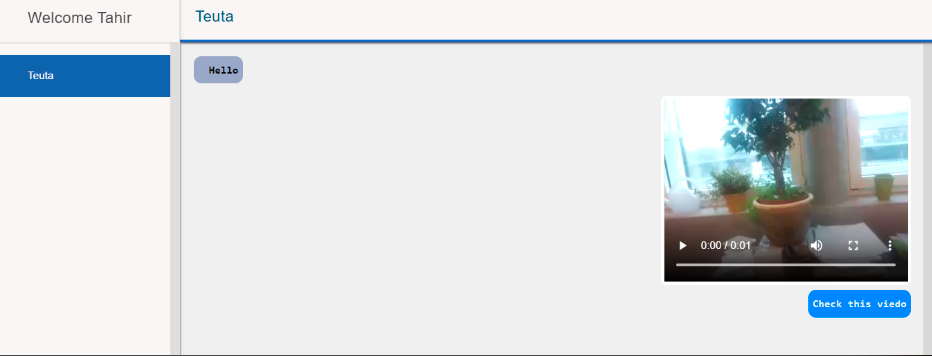 Welcome Tahir
Teuta
Teuta
Hello
0:00 / 0:01
Check this viedo